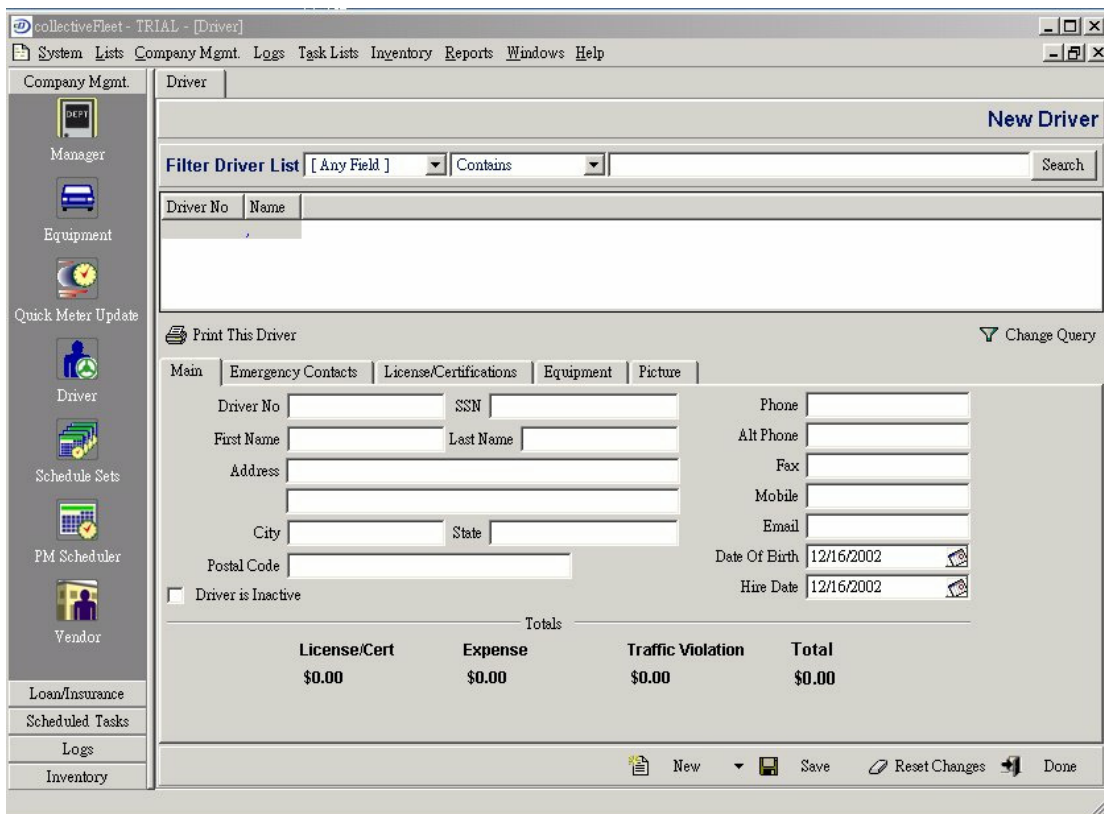 collectiveFleet - TRIAL - [Driver]
System Lists Company Mgmt. Logs Task Lists Inventory Reports Windows Help
Company Mgmt.
DEPT
Manager
Equipment
Quick Meter Update
Driver
Schedule Sets
PM Scheduler
Vendor
Loan/Insurance
Scheduled Tasks
Logs
Inventory
Driver
New Driver
Filter Driver List [ Any Field ] Contains Search
Driver No Name
,
Print This Driver Change Query
Main Emergency Contacts License/Certifications Equipment Picture
Driver No SSN Phone
First Name Last Name Alt Phone
Address Fax
Mobile
City State Email
Date Of Birth 12/16/2002
Postal Code
Hire Date 12/16/2002
Driver is Inactive
Totals
License/Cert Expense Traffic Violation Total
$0.00 $0.00 $0.00 $0.00
New Save Reset Changes Done